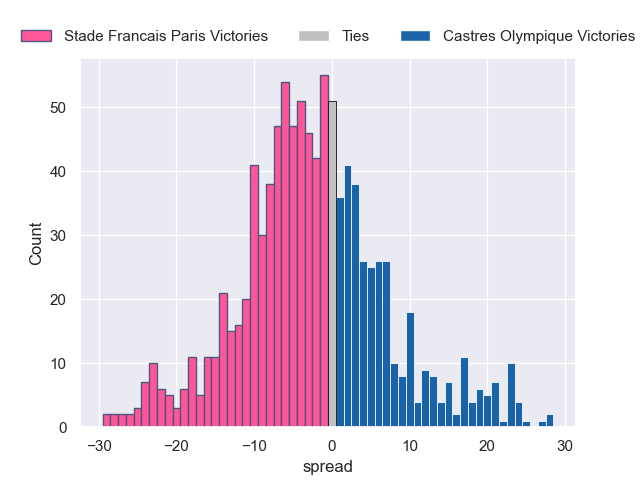 Stade Francais Paris Victories Ties Castres Olympique Victories
50
40
30
20
10
0
Count
−30 −20 −10 0 10 20 30
spread